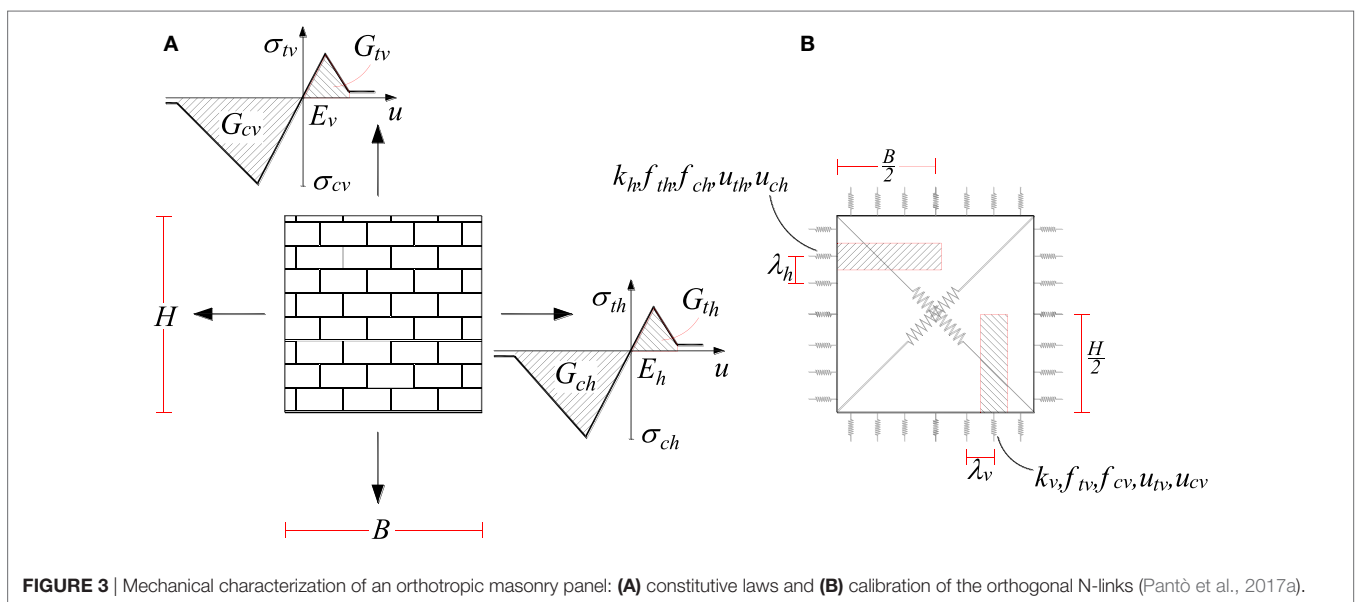 A
σtv
Gtv
Gcv
Ev
u
σcv
H
σth
Gth
Gch
Eh
u
σch
B
B
B/2
kh,fth,fch,uth,uch
λh
H/2
λv
kv,ftv,fcv,utv,ucv
FIGURE 3 | Mechanical characterization of an orthotropic masonry panel: (A) constitutive laws and (B) calibration of the orthogonal N-links (Pantò et al., 2017a).